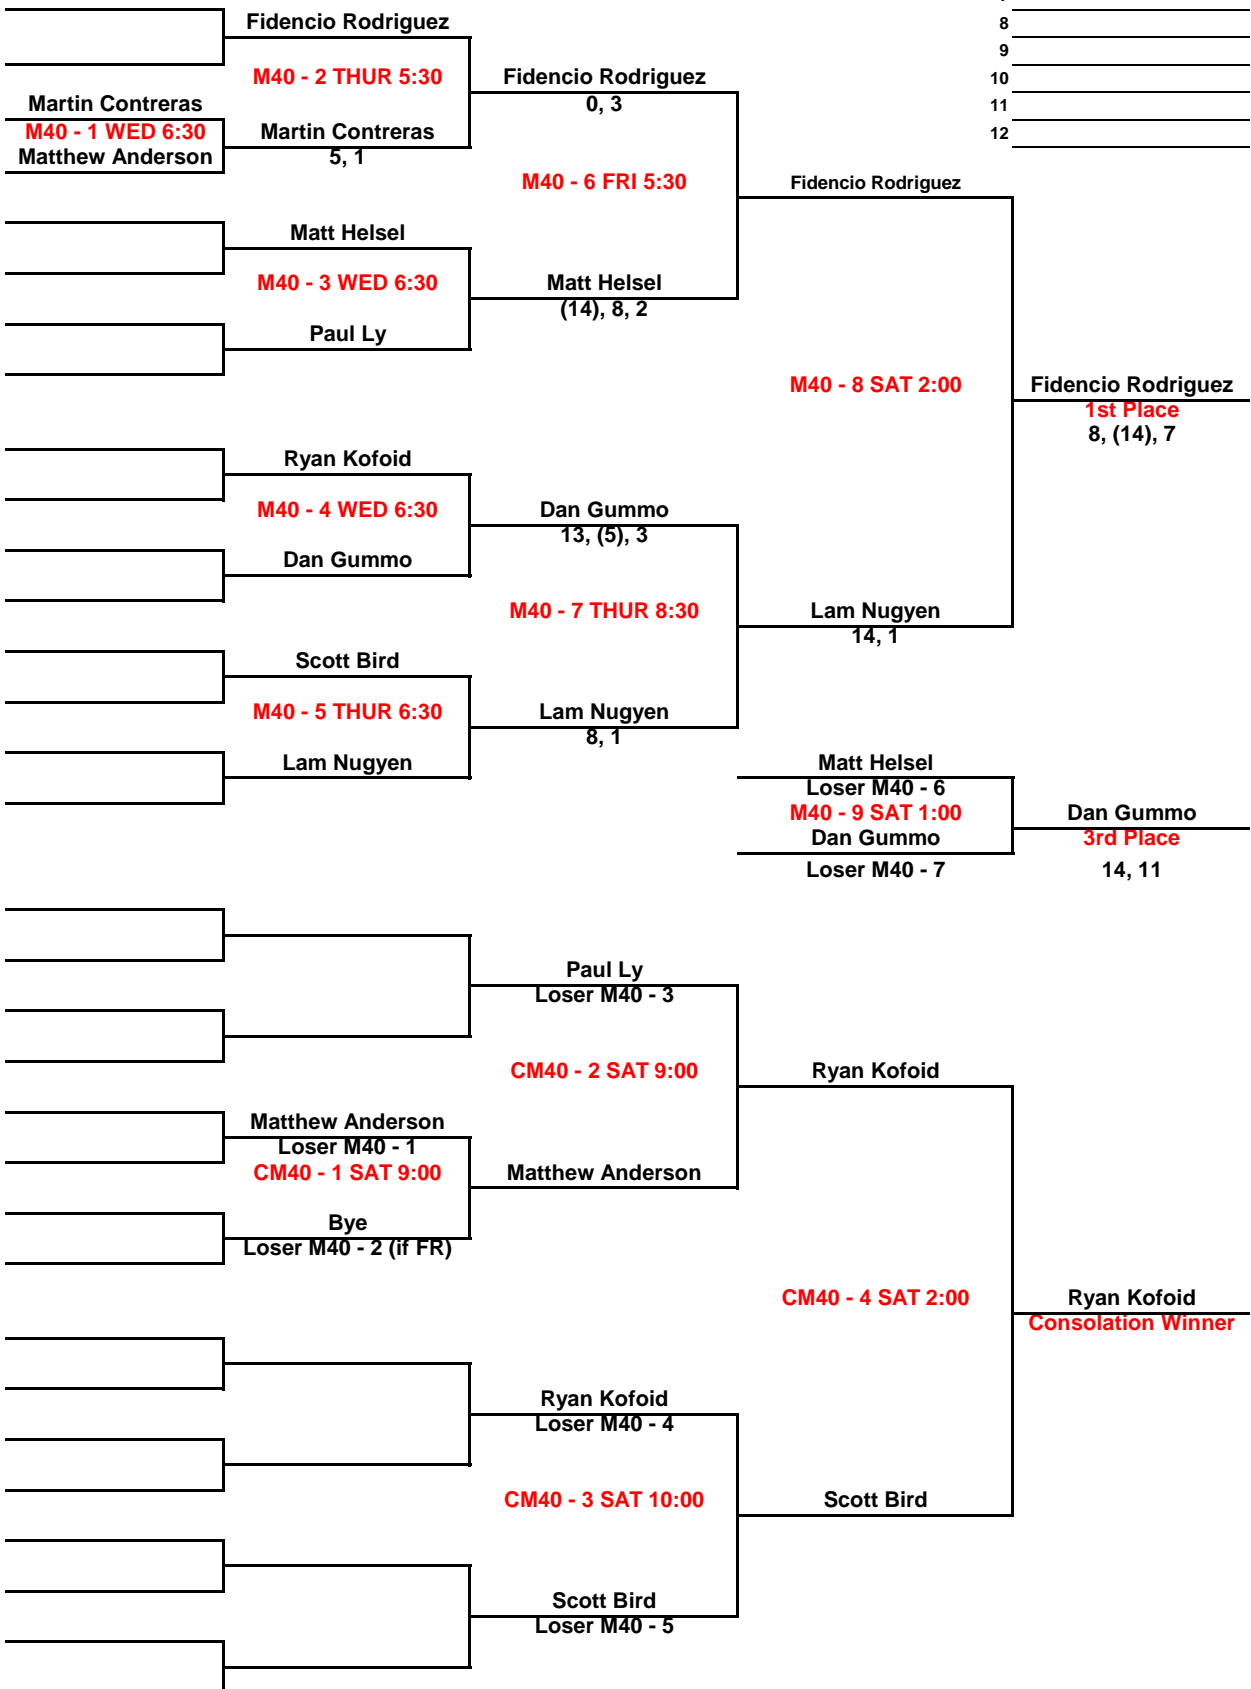 8
Fidencio Rodriguez
9
M40 - 2 THUR 5:30
Fidencio Rodriguez
10
0, 3
Martin Contreras
11
M40 - 1 WED 6:30
Martin Contreras
12
Matthew Anderson
5, 1
M40 - 6 FRI 5:30
Fidencio Rodriguez
Matt Helsel
M40 - 3 WED 6:30
Matt Helsel
(14), 8, 2
Paul Ly
M40 - 8 SAT 2:00
Fidencio Rodriguez
1st Place
8, (14), 7
Ryan Kofoid
M40 - 4 WED 6:30
Dan Gummo
13, (5), 3
Dan Gummo
M40 - 7 THUR 8:30
Lam Nugyen
14, 1
Scott Bird
M40 - 5 THUR 6:30
Lam Nugyen
8, 1
Lam Nugyen
Matt Helsel
Loser M40 - 6
M40 - 9 SAT 1:00
Dan Gummo
Dan Gummo
3rd Place
Loser M40 - 7
14, 11
Paul Ly
Loser M40 - 3
CM40 - 2 SAT 9:00
Ryan Kofoid
Matthew Anderson
Loser M40 - 1
CM40 - 1 SAT 9:00
Matthew Anderson
Bye
Loser M40 - 2 (if FR)
CM40 - 4 SAT 2:00
Ryan Kofoid
Consolation Winner
Ryan Kofoid
Loser M40 - 4
CM40 - 3 SAT 10:00
Scott Bird
Scott Bird
Loser M40 - 5